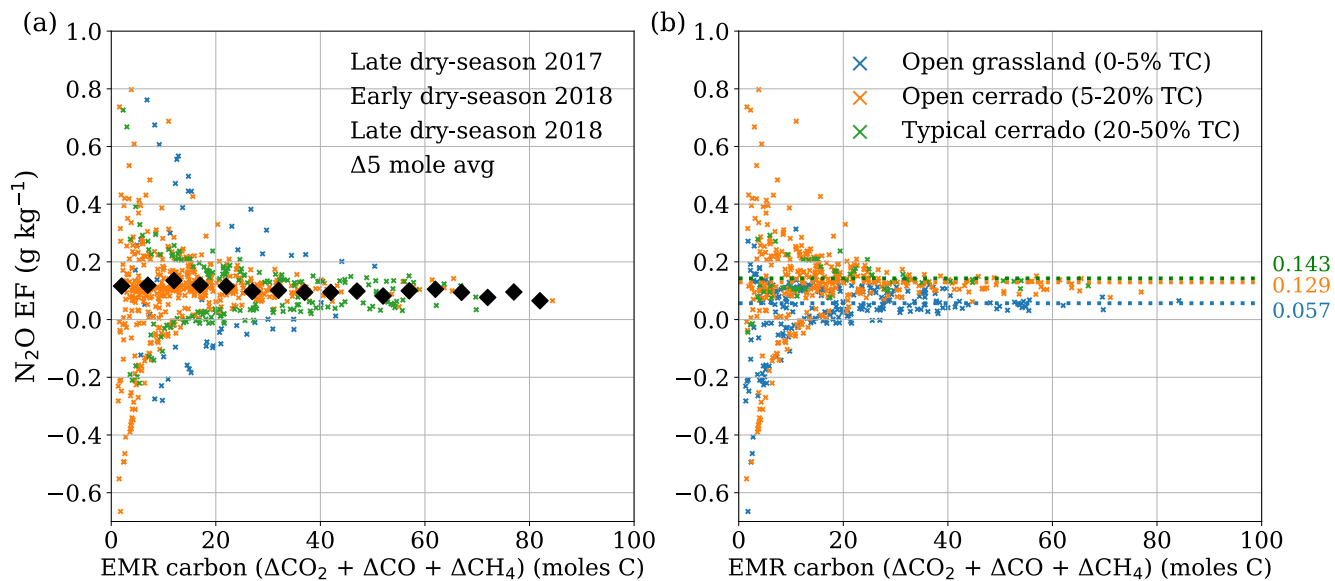 (a)
N₂O EF (g kg⁻¹)
1.0
0.8
0.6
0.4
0.2
0.0
−0.2
−0.4
−0.6
Late dry-season 2017
Early dry-season 2018
Late dry-season 2018
Δ5 mole avg
0 20 40 60 80 100
EMR carbon (ΔCO₂ + ΔCO + ΔCH₄) (moles C)
(b)
1.0
0.8
0.6
0.4
0.2
0.0
−0.2
−0.4
−0.6
Open grassland (0-5% TC)
Open cerrado (5-20% TC)
Typical cerrado (20-50% TC)
0.143
0.129
0.057
0 20 40 60 80 100
EMR carbon (ΔCO₂ + ΔCO + ΔCH₄) (moles C)